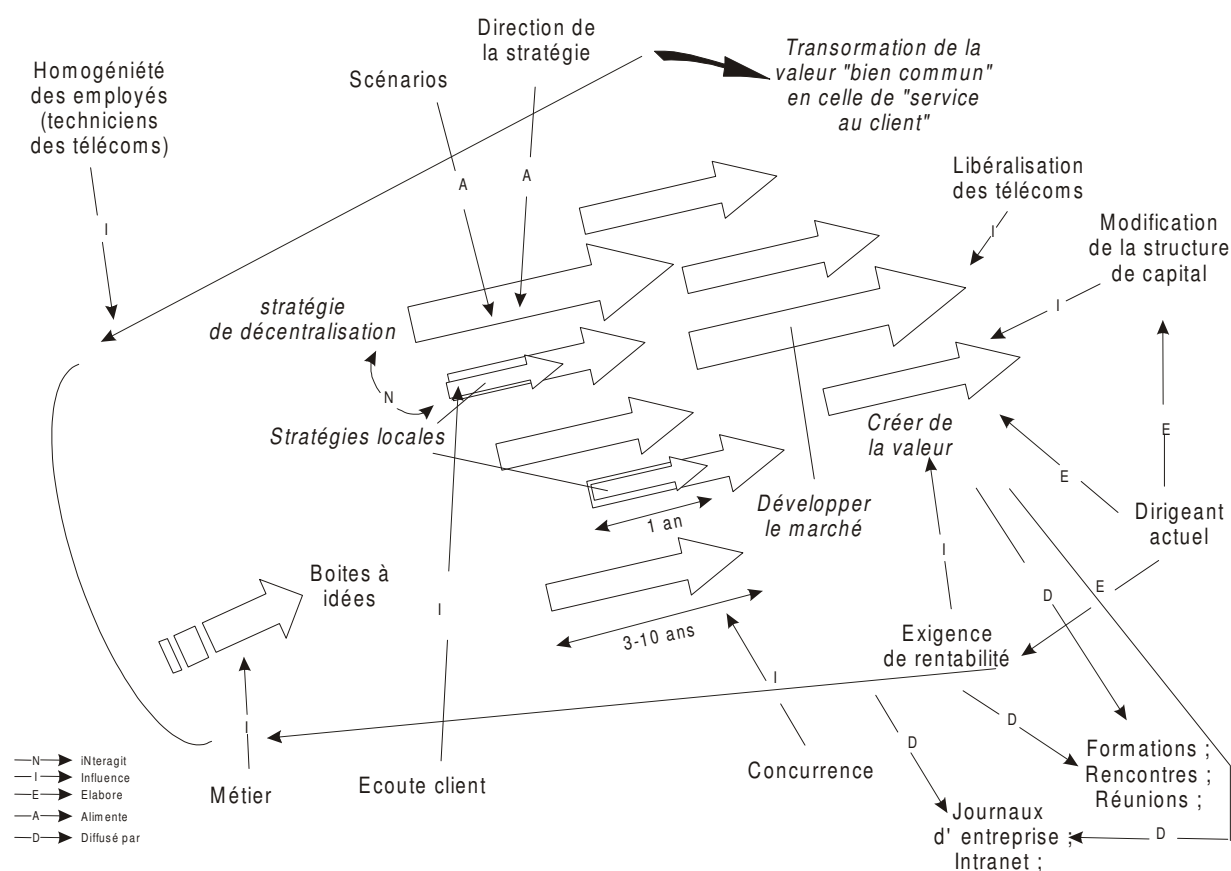 Direction de
la stratégie
Transormation de la
valeur "bien commun"
en celle de "service
au client"
Homogéniété
des employés
(techniciens
des télécoms)
Scénarios
Libéralisation
des télécoms
A
A
I
I
Modification
de la structure
de capital
I
stratégie
de décentralisation
N
Stratégies locales
Créer de
la valeur
E
E
Développer
le marché
1 an
Dirigeant
actuel
I
Boites à
idées
I
D
E
3-10 ans
Exigence
de rentabilité
I
I
D
D
Formations ;
Rencontres ;
Réunions ;
Métier
Ecoute client
Concurrence
Journaux
d' entreprise ;
Intranet ;
D
N iNteragit
I Influence
E Elabore
A Alimente
D Diffusé par